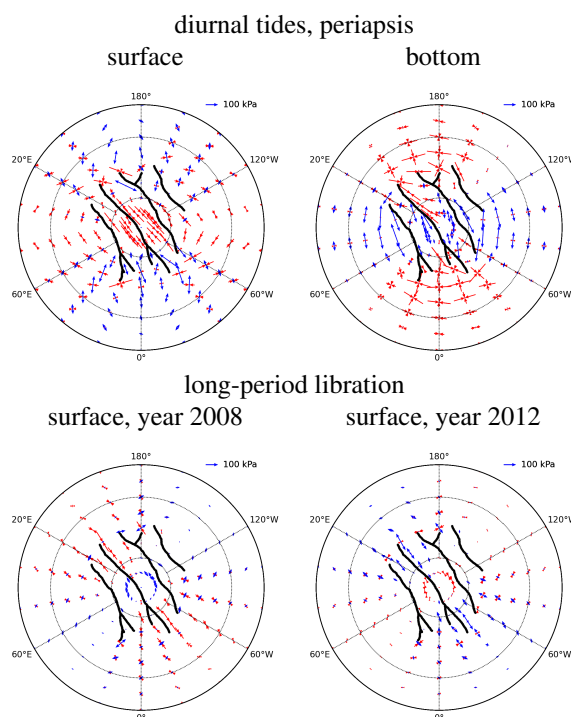 diurnal tides, periapsis
surface bottom
180° 100 kPa 180° 100 kPa
20°E 120°W 20°E 120°W
60°E 60°W 60°E 60°W
0° 0°
long-period libration
surface, year 2008 surface, year 2012
180° 100 kPa 180° 100 kPa
20°E 120°W 20°E 120°W
60°E 60°W 60°E 60°W
0° 0°